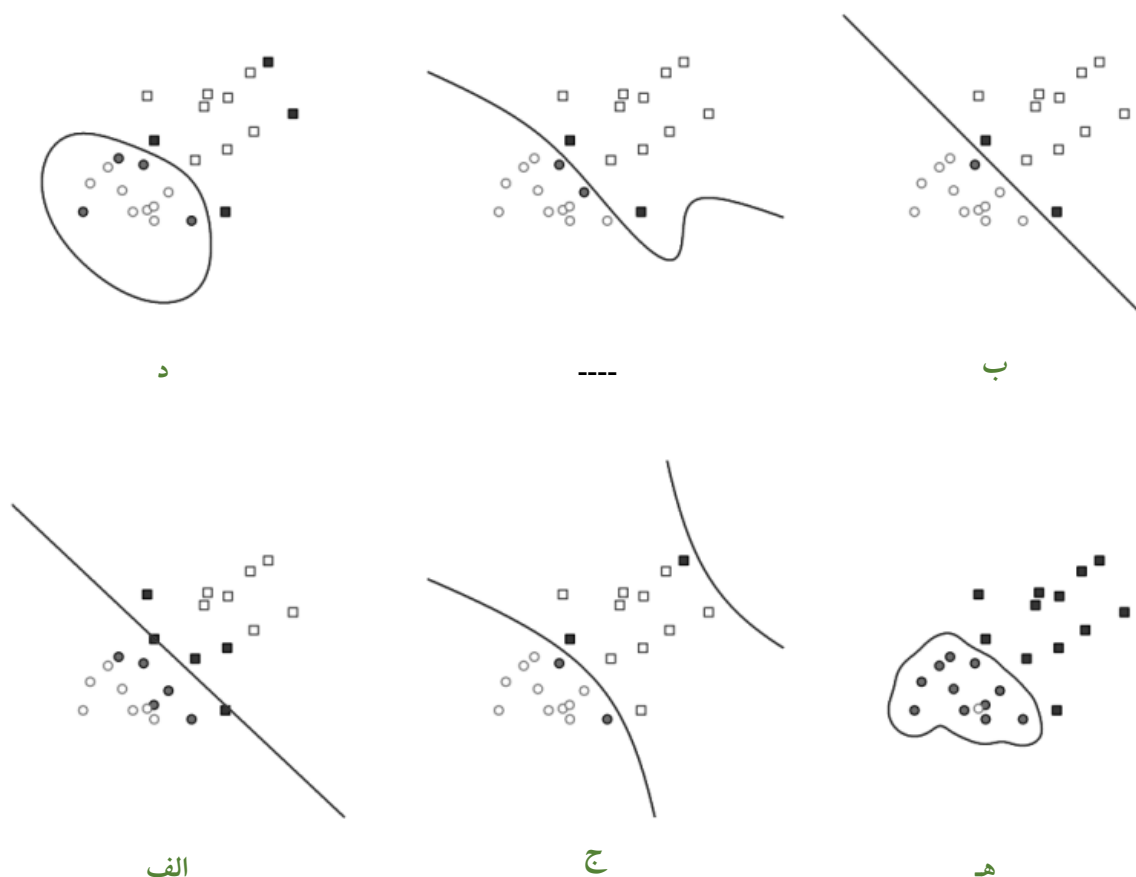 ب ---- د
هـ ج الف